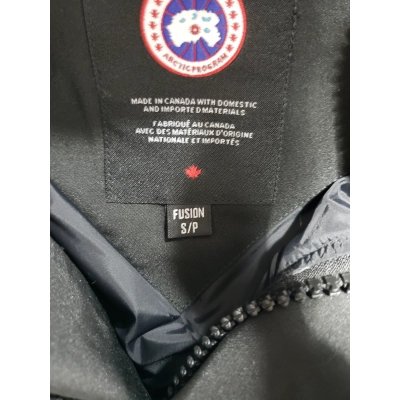 ARCTIC PROGRAM
MADE IN CANADA WITH DOMESTIC
AND IMPORTED MATERIALS
FABRIQUÉ AU CANADA
AVEC DES MATÉRIAUX D'ORIGINE
NATIONALE ET IMPORTÉS
FUSION
S/P